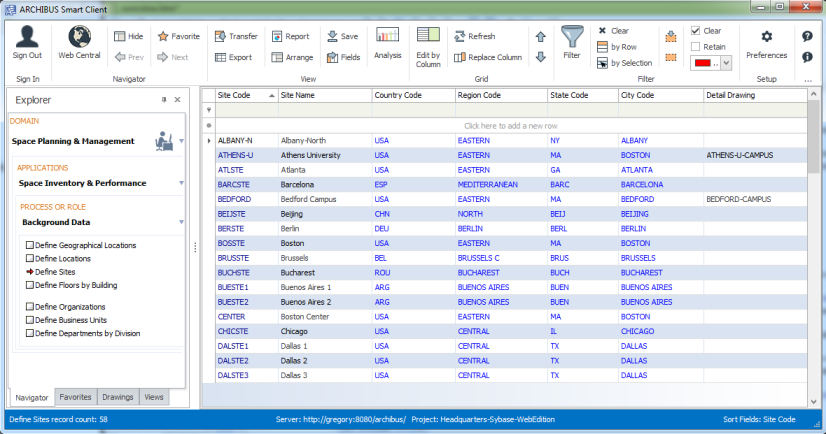 ARCHIBUS Smart Client
Sign Out
Web Central
Hide
Favorite
Prev
Next
Transfer
Export
Report
Arrange
Save
Fields
Analysis
Edit by Column
Refresh
Replace Column
Filter
Clear
by Row
by Selection
Clear
Retain
..
Preferences
Sign In
Navigator
View
Grid
Filter
Setup
...
Explorer
DOMAIN
Space Planning & Management
APPLICATIONS
Space Inventory & Performance
PROCESS OR ROLE
Background Data
Define Geographical Locations
Define Locations
Define Sites
Define Floors by Building
Define Organizations
Define Business Units
Define Departments by Division
Navigator Favorites Drawings Views
Site Code Site Name Country Code Region Code State Code City Code Detail Drawing
Click here to add a new row
ALBANY-N Albany-North USA EASTERN NY ALBANY
ATHENS-U Athens University USA EASTERN MA BOSTON ATHENS-U-CAMPUS
ATLSTE Atlanta USA EASTERN GA ATLANTA
BARCSTE Barcelona ESP MEDITERRANEAN BARC BARCELONA
BEDFORD Bedford Campus USA EASTERN MA BEDFORD BEDFORD-CAMPUS
BEIJSTE Beijing CHN NORTH BEIJ BEIJING
BERSTE Berlin DEU BERLIN BERL BERLIN
BOSSTE Boston USA EASTERN MA BOSTON
BRUSSTE Brussels BEL BRUSSELS C BRUS BRUSSELS
BUCHSTE Bucharest ROU BUCHAREST BUCH BUCHAREST
BUESTE1 Buenos Aires 1 ARG BUENOS AIRES BUEN BUENOS AIRES
BUESTE2 Buenos Aires 2 ARG BUENOS AIRES BUEN BUENOS AIRES
CENTER Boston Center USA EASTERN MA BOSTON
CHICSTE Chicago USA CENTRAL IL CHICAGO
DALSTE1 Dallas 1 USA CENTRAL TX DALLAS
DALSTE2 Dallas 2 USA CENTRAL TX DALLAS
DALSTE3 Dallas 3 USA CENTRAL TX DALLAS
Define Sites record count: 58 Server: http://gregory:8080/archibus/ Project: Headquarters-Sybase-WebEdition Sort Fields: Site Code